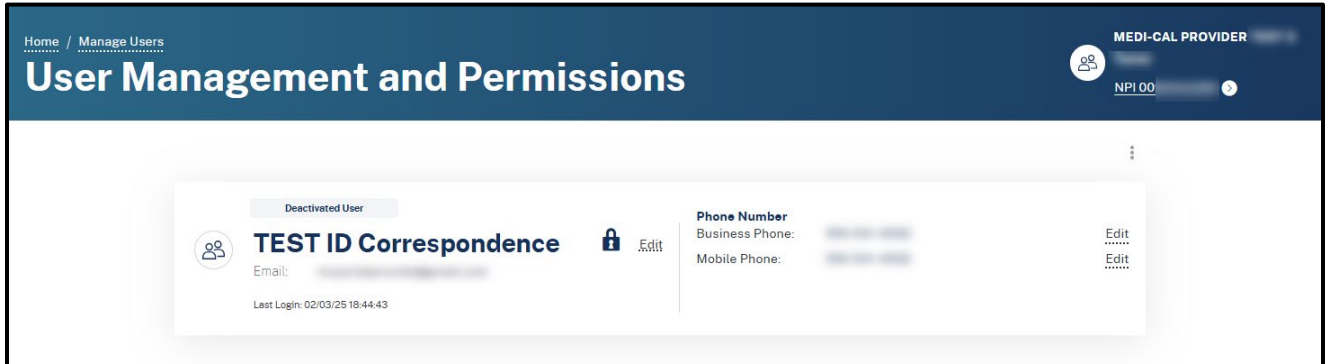 Home / Manage Users
User Management and Permissions
MEDI-CAL PROVIDER
NPI 00
Deactivated User
TEST ID Correspondence
Edit
Email:
Last Login: 02/03/25 18:44:43
Phone Number
Business Phone:
Edit
Mobile Phone:
Edit